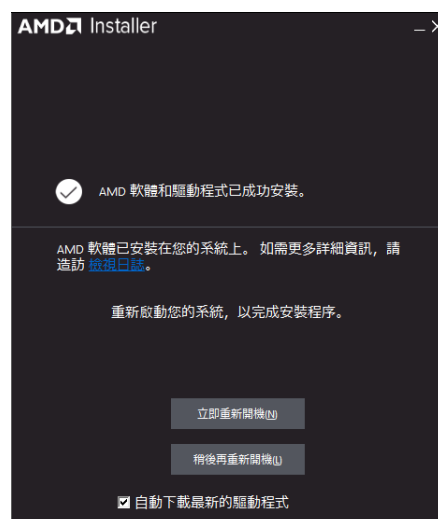 AMD Installer
AMD 軟體和驅動程式已成功安裝。
AMD 軟體已安裝在您的系統上。 如需更多詳細資訊，請
造訪 檢視日誌。
重新啟動您的系統，以完成安裝程序。
立即重新開機(N)
稍後再重新開機(L)
自動下載最新的驅動程式